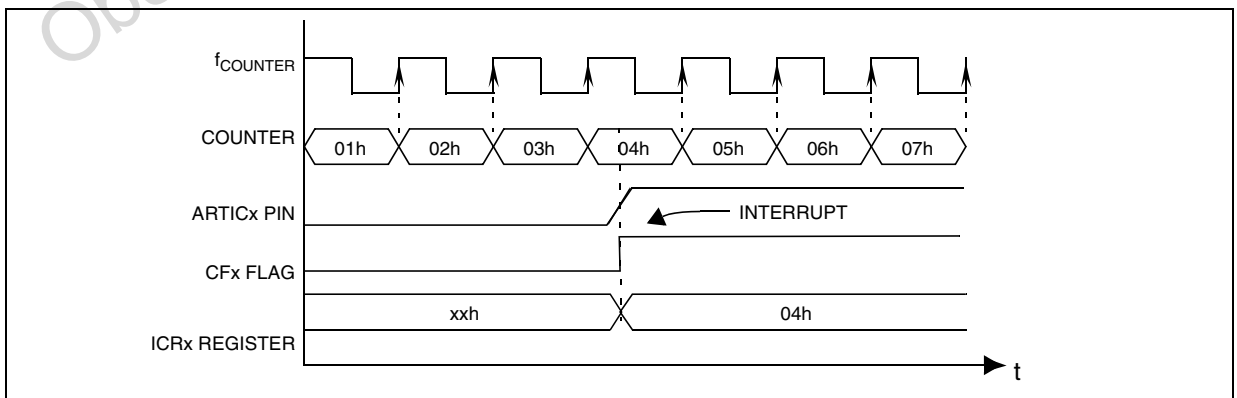 fCOUNTER
COUNTER
01h 02h 03h 04h 05h 06h 07h
ARTICx PIN
INTERRUPT
CFx FLAG
xxh 04h
ICRx REGISTER
t